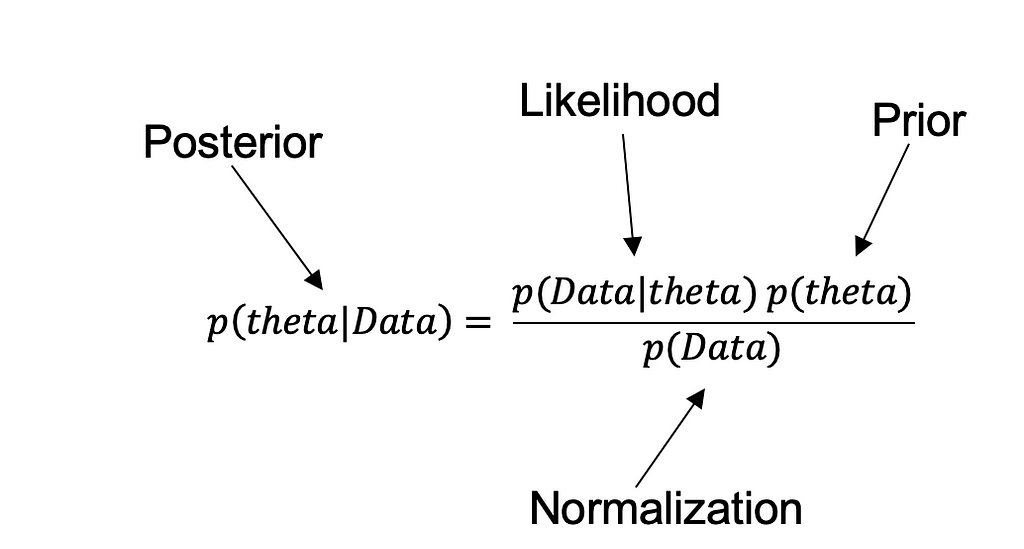 Likelihood
Prior
Posterior
p(Data|theta) p(theta)
p(theta|Data) =
p(Data)
Normalization